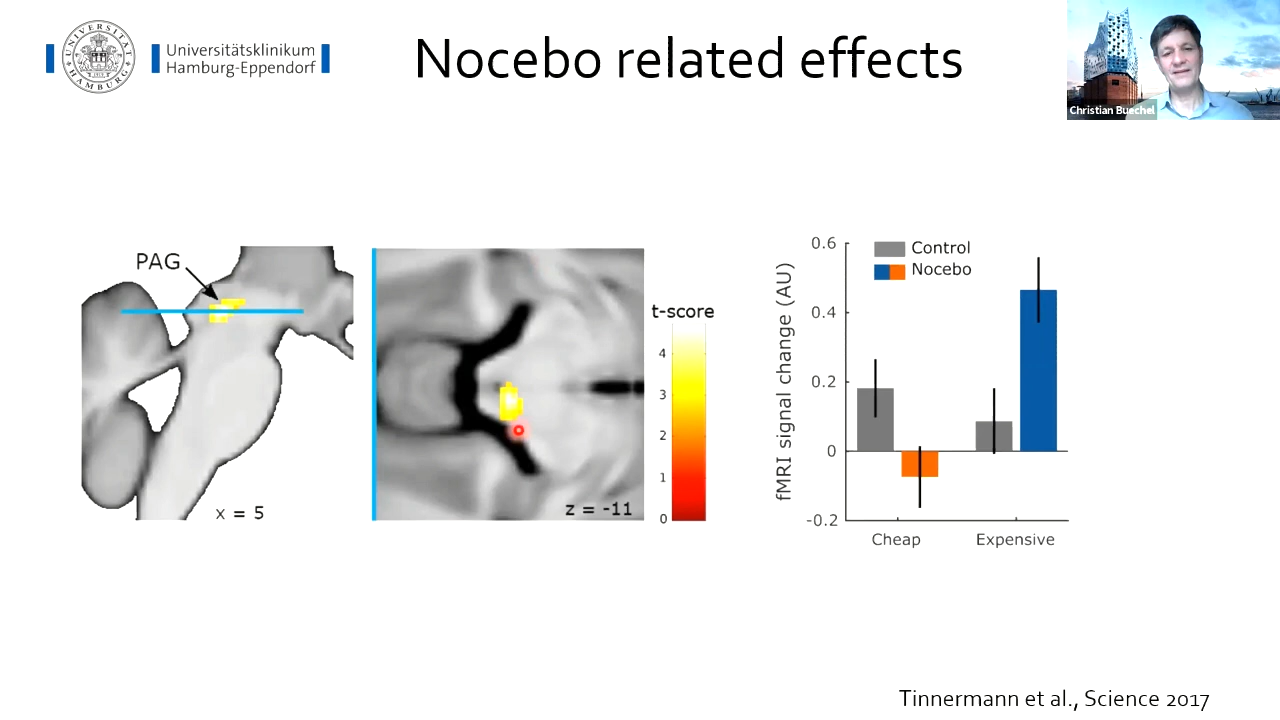 Universitätsklinikum
Hamburg-Eppendorf
Nocebo related effects
Christian Buechel
PAG
x = 5
z = -11
t-score
4
3
2
1
0
fMRI signal change (AU)
0.6
0.4
0.2
0
-0.2
Control
Nocebo
Cheap
Expensive
Tinnermann et al., Science 2017